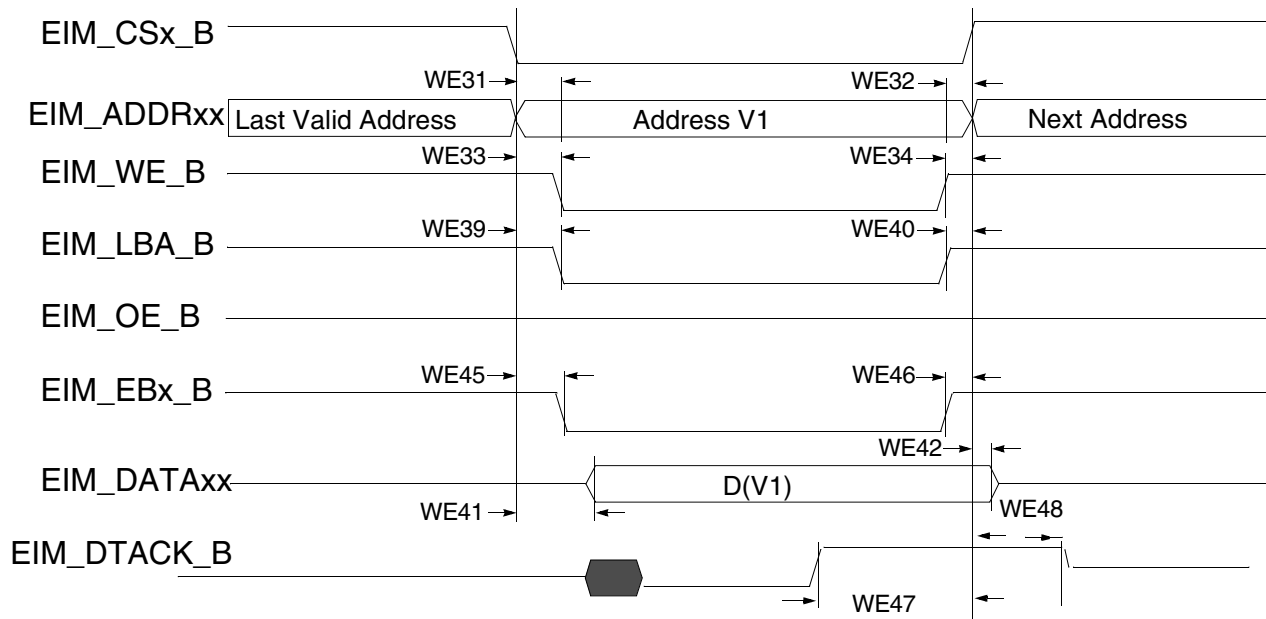 EIM_CSx_B
WE31
WE32
EIM_ADDRxx
Last Valid Address
Address V1
Next Address
WE33
WE34
EIM_WE_B
WE39
WE40
EIM_LBA_B
EIM_OE_B
WE45
WE46
EIM_EBx_B
WE42
EIM_DATAxx
D(V1)
WE41
WE48
EIM_DTACK_B
WE47